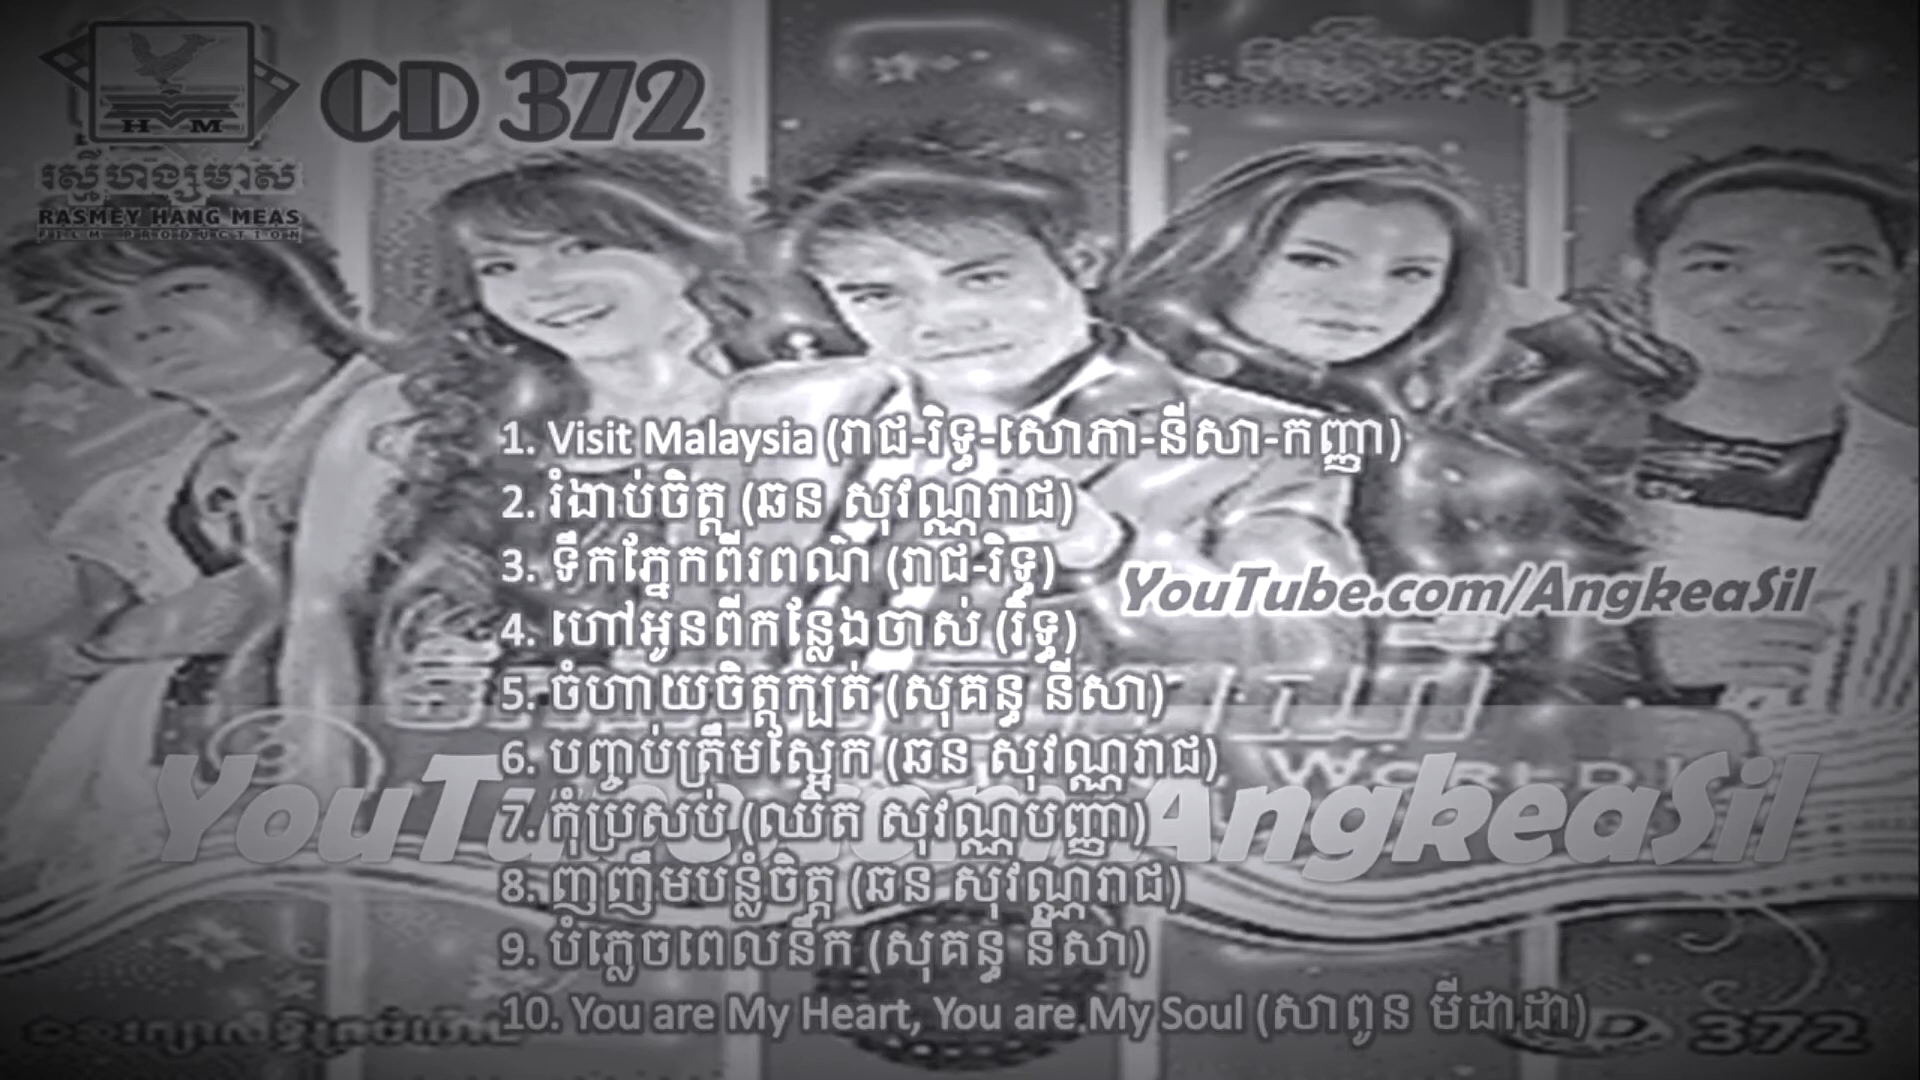 H M
CD 372
រស្មីហង្សមាស
RASMEY HANG MEAS
FILM PRODUCTION
1. Visit Malaysia (រាជ-រិទ្ធ-សោភា-នីសា-កញ្ញា)
2. រំងាប់ចិត្ត (ឆន សុវណ្ណរាជ)
3. ទឹកភ្នែកពីរពណ៌ (រាជ-រិទ្ធ)
4. ហៅអូនពីកន្លែងចាស់ (រិទ្ធ)
YouTube.com/AngkeaSil
5. ចំហាយចិត្តក្បត់ (សុគន្ធ នីសា)
6. បញ្ចប់ត្រឹមស្អែក (ឆន សុវណ្ណរាជ)
7. កុំប្រសប់ (ឈិត សុវណ្ណបញ្ញា)
YouTube.com/AngkeaSil
8. ញញឹមបន្លំចិត្ត (ឆន សុវណ្ណរាជ)
9. បំភ្លេចពេលនឹក (សុគន្ធ នីសា)
10. You are My Heart, You are My Soul (សាពូន មីដាដា)
CD 372